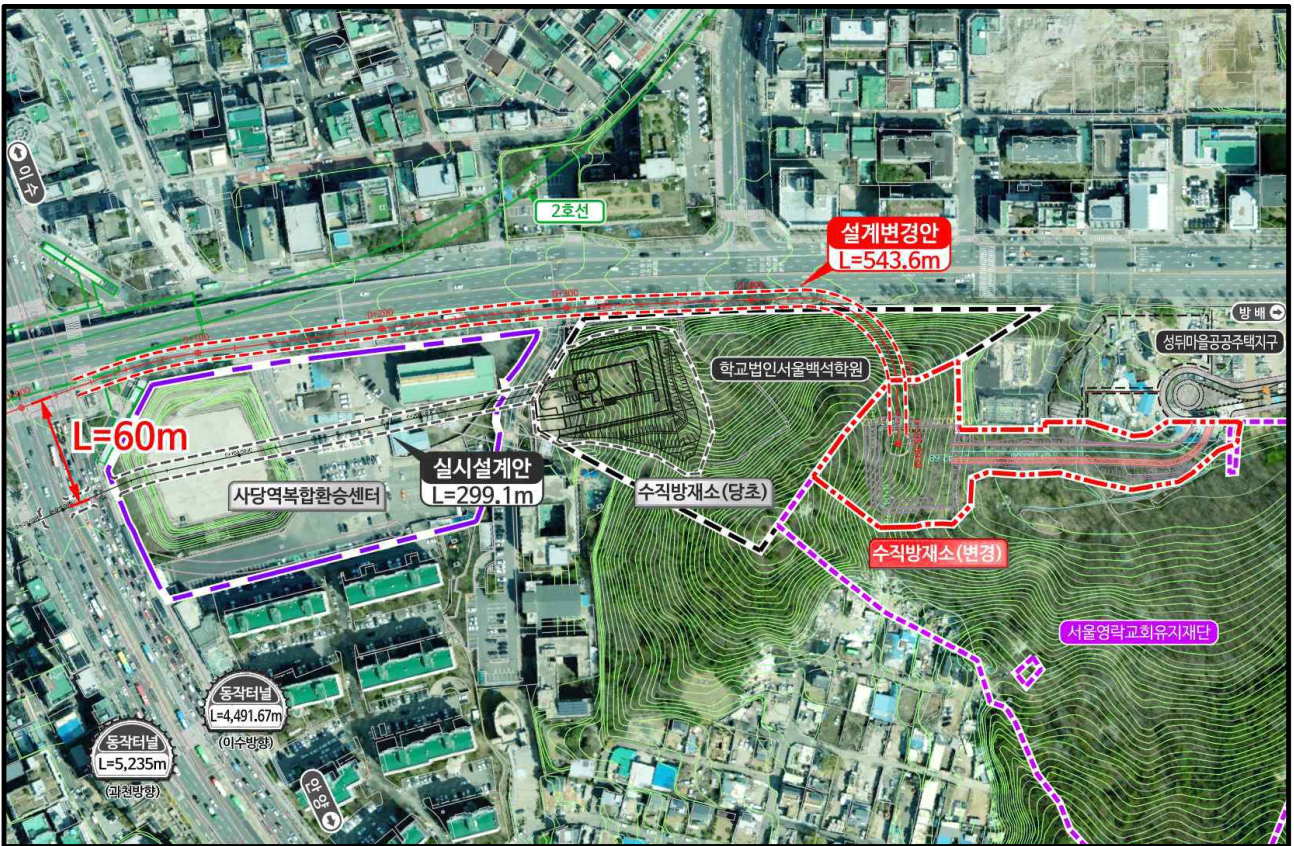 이수
2호선
설계변경안
L=543.6m
방배
성뒤마을공공주택지구
학교법인서울백석학원
L=60m
실시설계안
L=299.1m
사당역복합환승센터
수직방재소(당초)
수직방재소(변경)
서울영락교회유지재단
동작터널
L=4,491.67m
(이수방향)
동작터널
L=5,235m
(과천방향)
안양